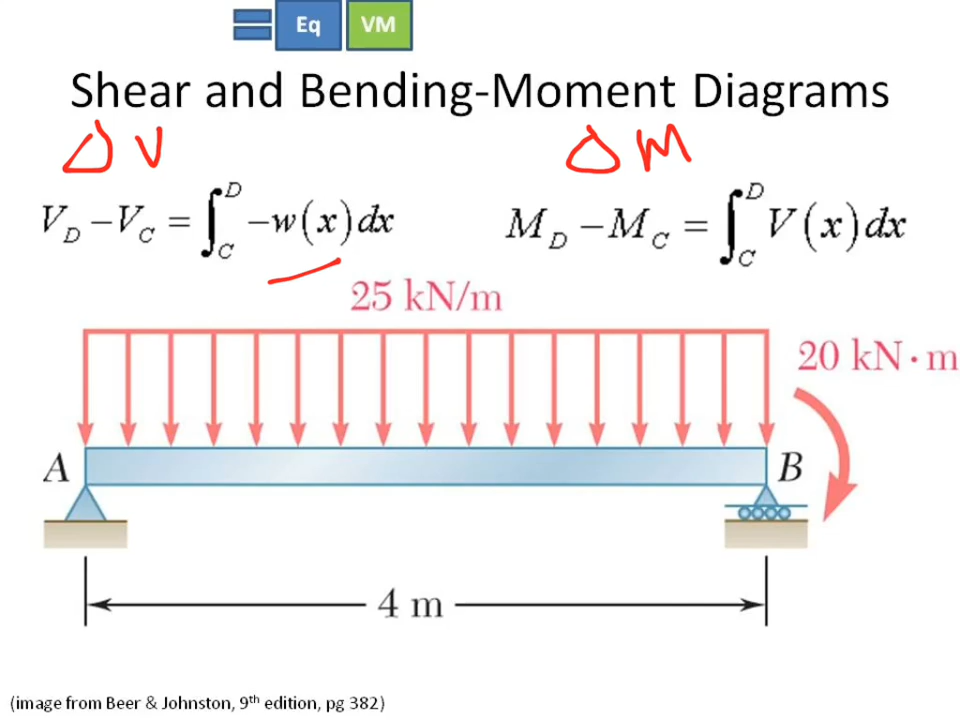 Eq VM
Shear and Bending-Moment Diagrams
Δ V Δ M
V_D − V_C = ∫_C^D −w(x)dx M_D − M_C = ∫_C^D V(x)dx
25 kN/m
20 kN·m
A B
4 m
(image from Beer & Johnston, 9th edition, pg 382)